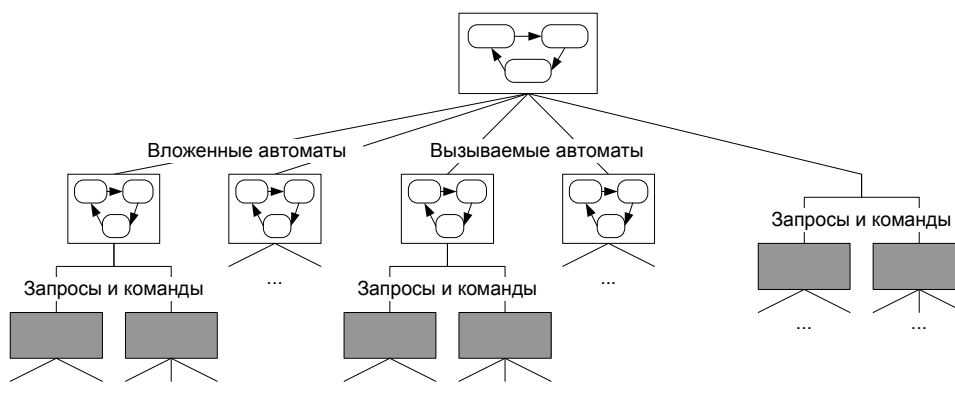 Вложенные автоматы
Вызываемые автоматы
Запросы и команды
...
...
Запросы и команды
Запросы и команды
...
...